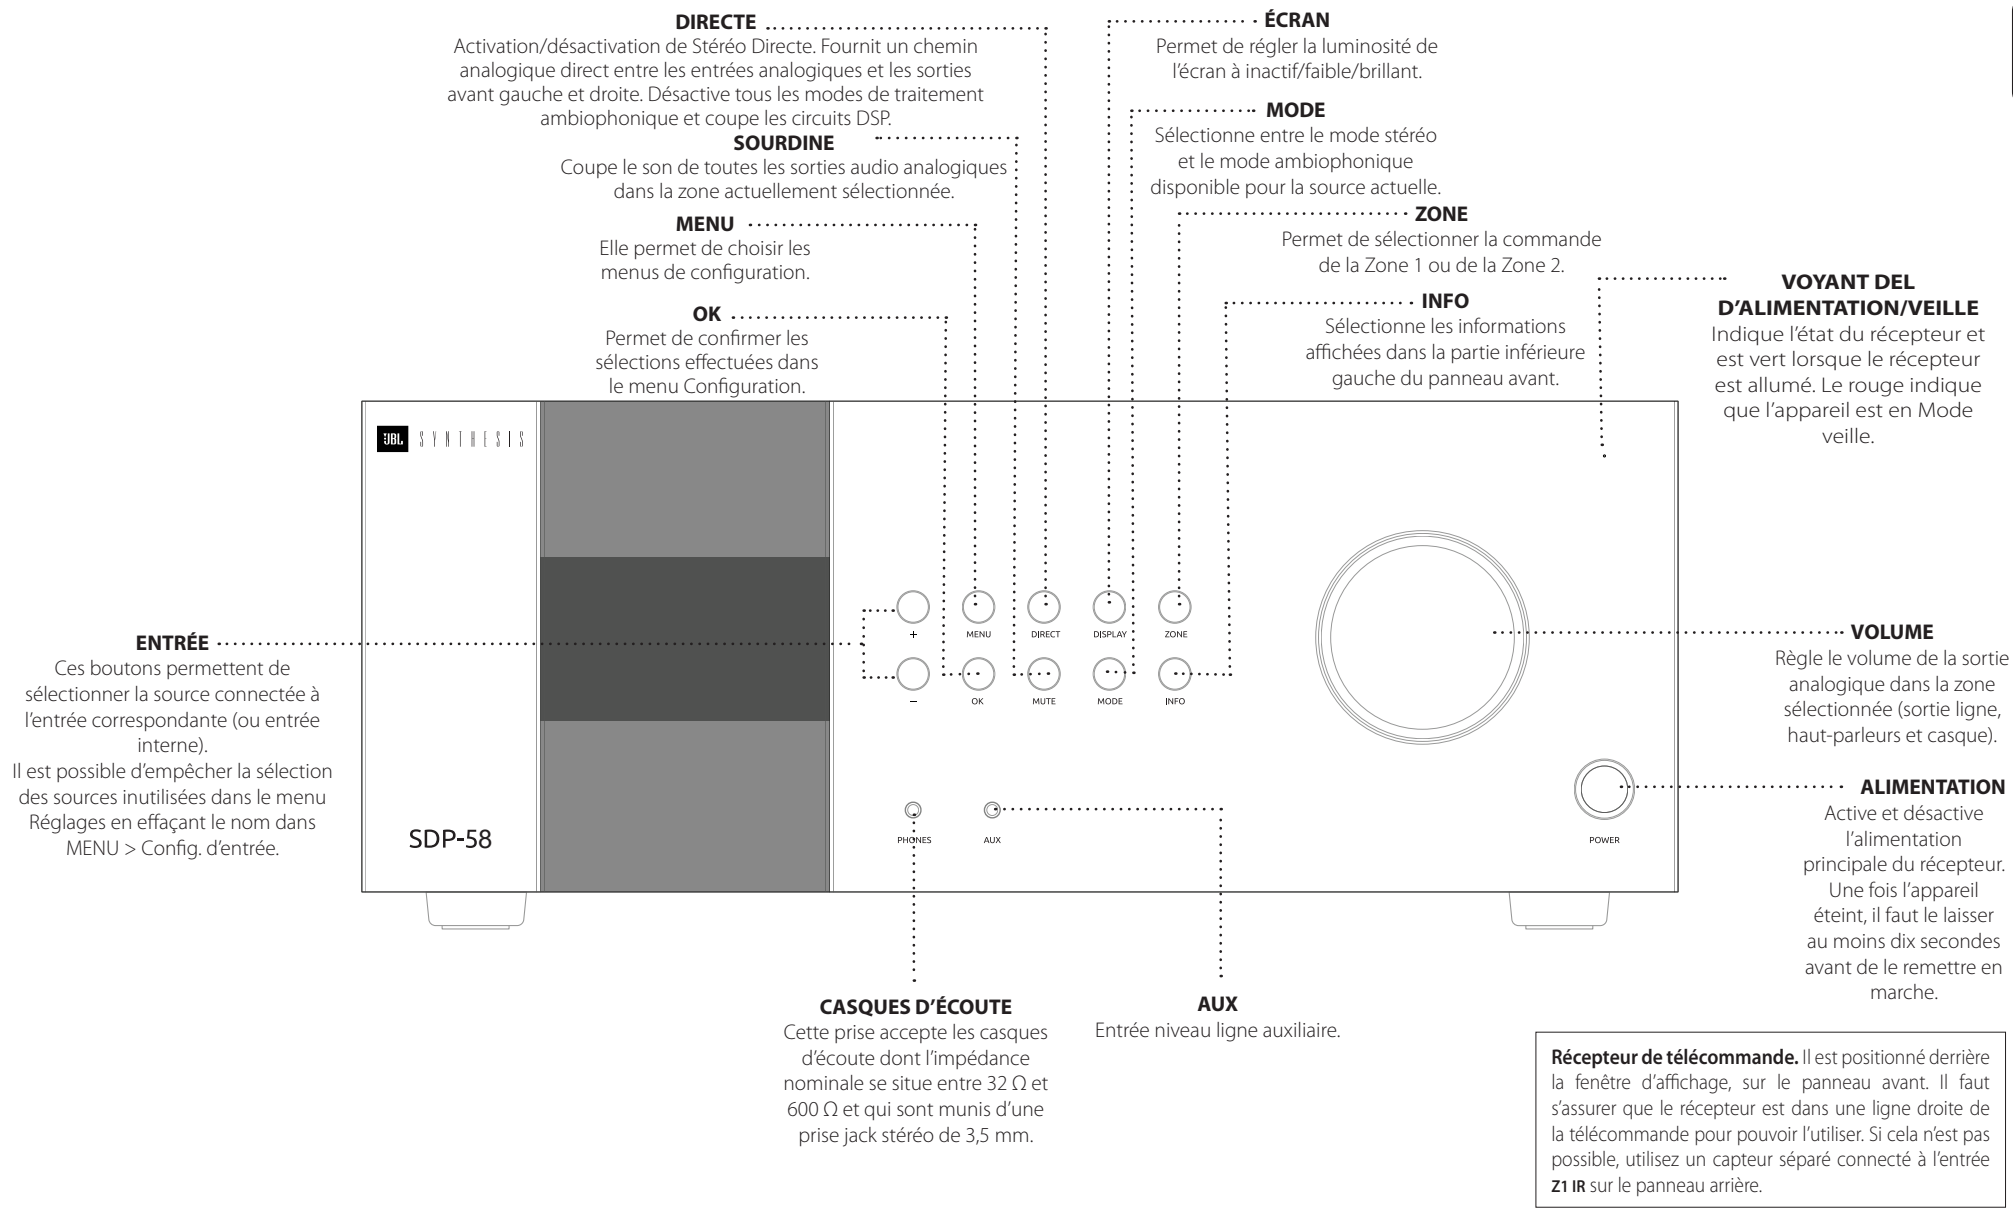 DIRECTE
Activation/désactivation de Stéréo Directe. Fournit un chemin
analogique direct entre les entrées analogiques et les sorties
avant gauche et droite. Désactive tous les modes de traitement
ambiophonique et coupe les circuits DSP.
SOURDINE
Coupe le son de toutes les sorties audio analogiques
dans la zone actuellement sélectionnée.
MENU
Elle permet de choisir les
menus de configuration.
OK
Permet de confirmer les
sélections effectuées dans
le menu Configuration.
ÉCRAN
Permet de régler la luminosité de
l’écran à inactif/faible/brillant.
MODE
Sélectionne entre le mode stéréo
et le mode ambiophonique
disponible pour la source actuelle.
ZONE
Permet de sélectionner la commande
de la Zone 1 ou de la Zone 2.
INFO
Sélectionne les informations
affichées dans la partie inférieure
gauche du panneau avant.
VOYANT DEL
D’ALIMENTATION/VEILLE
Indique l’état du récepteur et
est vert lorsque le récepteur
est allumé. Le rouge indique
que l’appareil est en Mode
veille.
JBL SYNTHESIS
+ MENU DIRECT DISPLAY ZONE
– OK MUTE MODE INFO
ENTRÉE
Ces boutons permettent de
sélectionner la source connectée à
l’entrée correspondante (ou entrée
interne).
Il est possible d’empêcher la sélection
des sources inutilisées dans le menu
Réglages en effaçant le nom dans
MENU > Config. d’entrée.
SDP-58
PHONES AUX
POWER
VOLUME
Règle le volume de la sortie
analogique dans la zone
sélectionnée (sortie ligne,
haut-parleurs et casque).
ALIMENTATION
Active et désactive
l’alimentation
principale du récepteur.
Une fois l’appareil
éteint, il faut le laisser
au moins dix secondes
avant de le remettre en
marche.
CASQUES D’ÉCOUTE
Cette prise accepte les casques
d’écoute dont l’impédance
nominale se situe entre 32 Ω et
600 Ω et qui sont munis d’une
prise jack stéréo de 3,5 mm.
AUX
Entrée niveau ligne auxiliaire.
Récepteur de télécommande. Il est positionné derrière
la fenêtre d’affichage, sur le panneau avant. Il faut
s’assurer que le récepteur est dans une ligne droite de
la télécommande pour pouvoir l’utiliser. Si cela n’est pas
possible, utilisez un capteur séparé connecté à l’entrée
Z1 IR sur le panneau arrière.